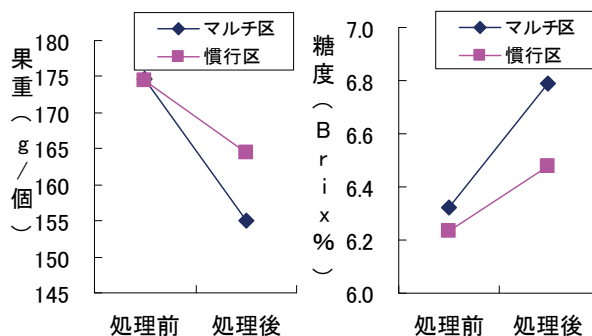 果重(g/個)
180
175
170
165
160
155
150
145
マルチ区
慣行区
処理前
処理後
糖度(Brix%)
7.0
6.8
6.6
6.4
6.2
6.0
マルチ区
慣行区
処理前
処理後